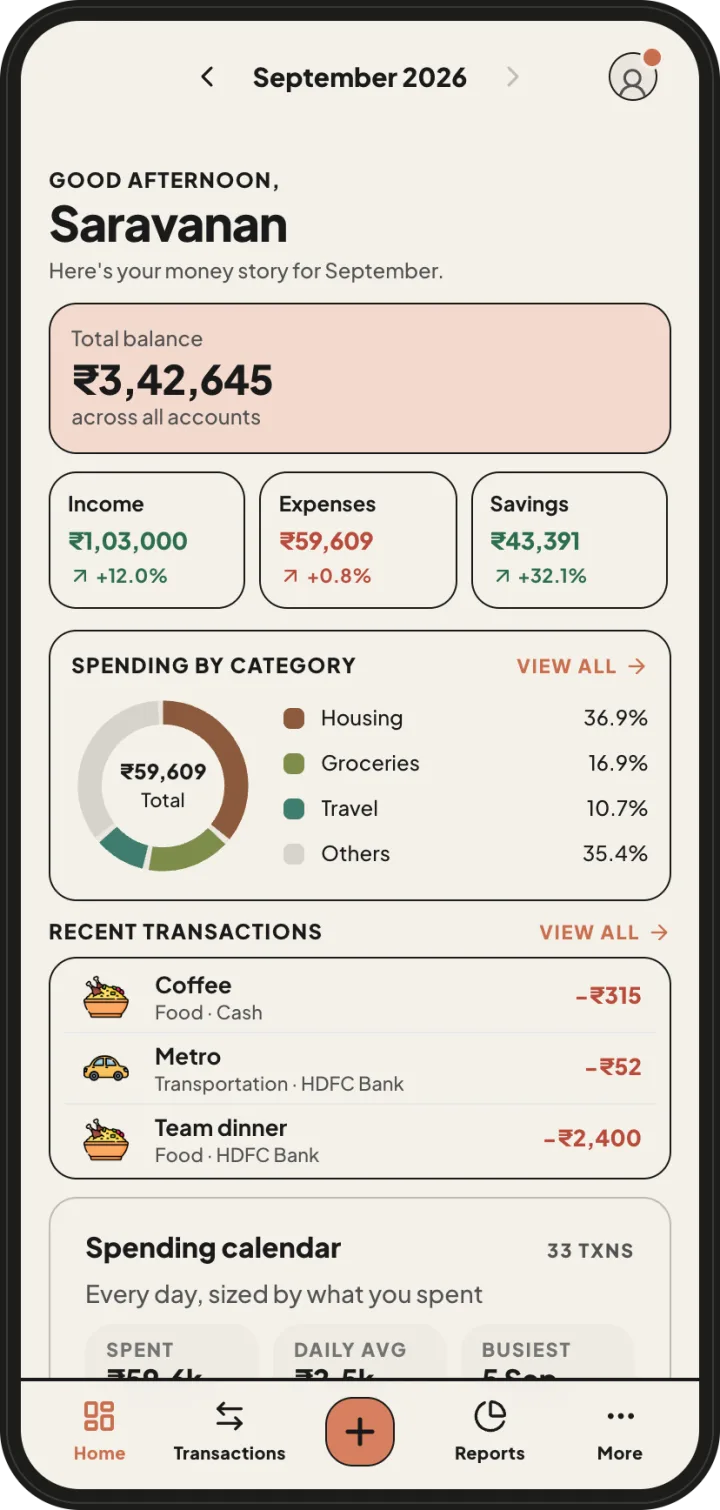 September 2026
GOOD AFTERNOON,
Saravanan
Here's your money story for September.
Total balance
₹3,42,645
across all accounts
Income
₹1,03,000
+12.0%
Expenses
₹59,609
+0.8%
Savings
₹43,391
+32.1%
SPENDING BY CATEGORY
VIEW ALL →
₹59,609
Total
Housing 36.9%
Groceries 16.9%
Travel 10.7%
Others 35.4%
RECENT TRANSACTIONS
VIEW ALL →
Coffee
Food · Cash
-₹315
Metro
Transportation · HDFC Bank
-₹52
Team dinner
Food · HDFC Bank
-₹2,400
Spending calendar
33 TXNS
Every day, sized by what you spent
SPENT
₹59.6k
DAILY AVG
BUSIEST
5 Sep
Home
Transactions
Reports
More